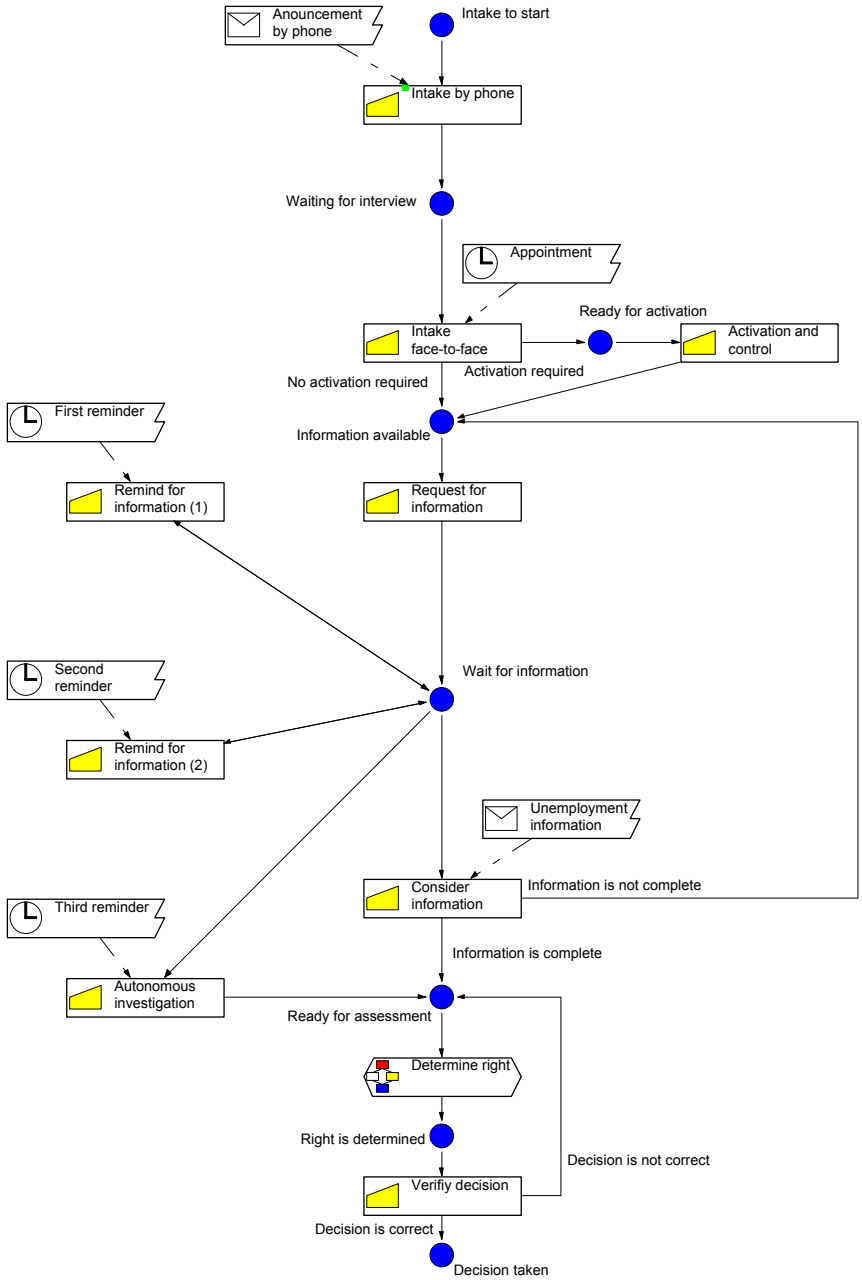 Anouncement
by phone
Intake to start
Intake by phone
Waiting for interview
Appointment
Ready for activation
Intake
face-to-face
Activation and
control
No activation required
Activation required
First reminder
Information available
Remind for
information (1)
Request for
information
Second
reminder
Wait for information
Remind for
information (2)
Unemployment
information
Consider
information
Information is not complete
Third reminder
Information is complete
Autonomous
investigation
Ready for assessment
Determine right
Right is determined
Decision is not correct
Verifiy decision
Decision is correct
Decision taken